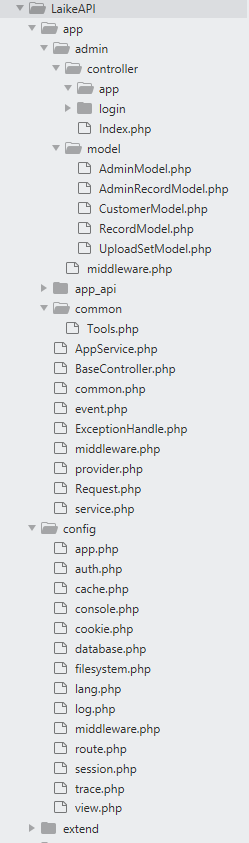 LaikeAPI
app
admin
controller
app
login
Index.php
model
AdminModel.php
AdminRecordModel.php
CustomerModel.php
RecordModel.php
UploadSetModel.php
middleware.php
app_api
common
Tools.php
AppService.php
BaseController.php
common.php
event.php
ExceptionHandle.php
middleware.php
provider.php
Request.php
service.php
config
app.php
auth.php
cache.php
console.php
cookie.php
database.php
filesystem.php
lang.php
log.php
middleware.php
route.php
session.php
trace.php
view.php
extend